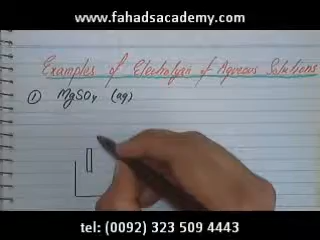 www.fahadsacademy.com
Examples of Electrolysis of Aqueous Solutions
① MgSO₄ (aq)
tel: (0092) 323 509 4443